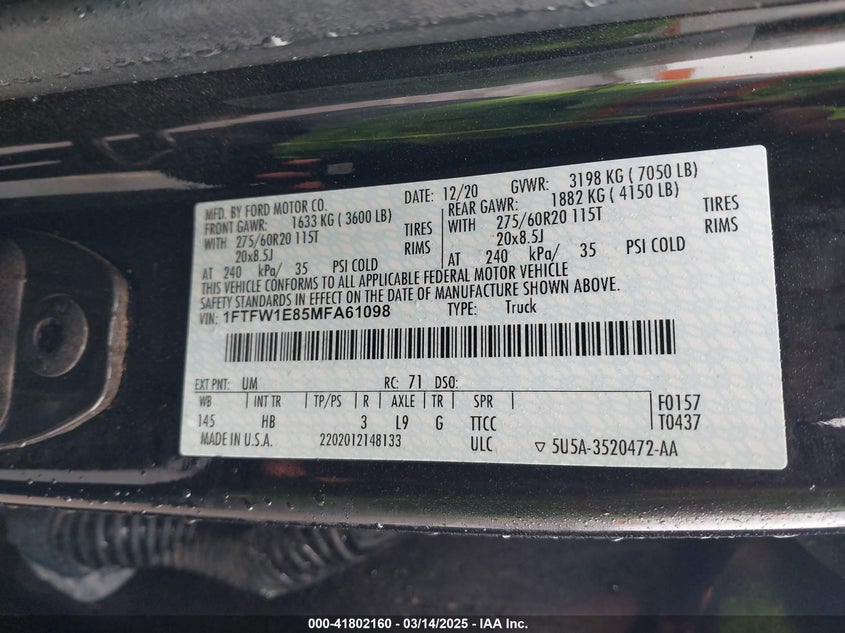 MFD. BY FORD MOTOR CO. DATE: 12/20 GVWR: 3198 KG ( 7050 LB)
FRONT GAWR: 1633 KG ( 3600 LB) REAR GAWR: 1882 KG ( 4150 LB)
WITH 275/60R20 115T TIRES WITH 275/60R20 115T TIRES
20x8.5J RIMS 20x8.5J RIMS
AT 240 kPa/ 35 PSI COLD AT 240 kPa/ 35 PSI COLD
THIS VEHICLE CONFORMS TO ALL APPLICABLE FEDERAL MOTOR VEHICLE
SAFETY STANDARDS IN EFFECT ON THE DATE OF MANUFACTURE SHOWN ABOVE.
VIN: 1FTFW1E85MFA61098 TYPE: Truck
EXT PNT: UM RC: 71 DSO:
WB INT TR TP/PS R AXLE TR SPR F0157
145 HB 3 L9 G TTCC T0437
MADE IN U.S.A. 2202012148133 ULC ▽ 5U5A-3520472-AA
000-41802160 | 03/14/2025 | IAA Inc.